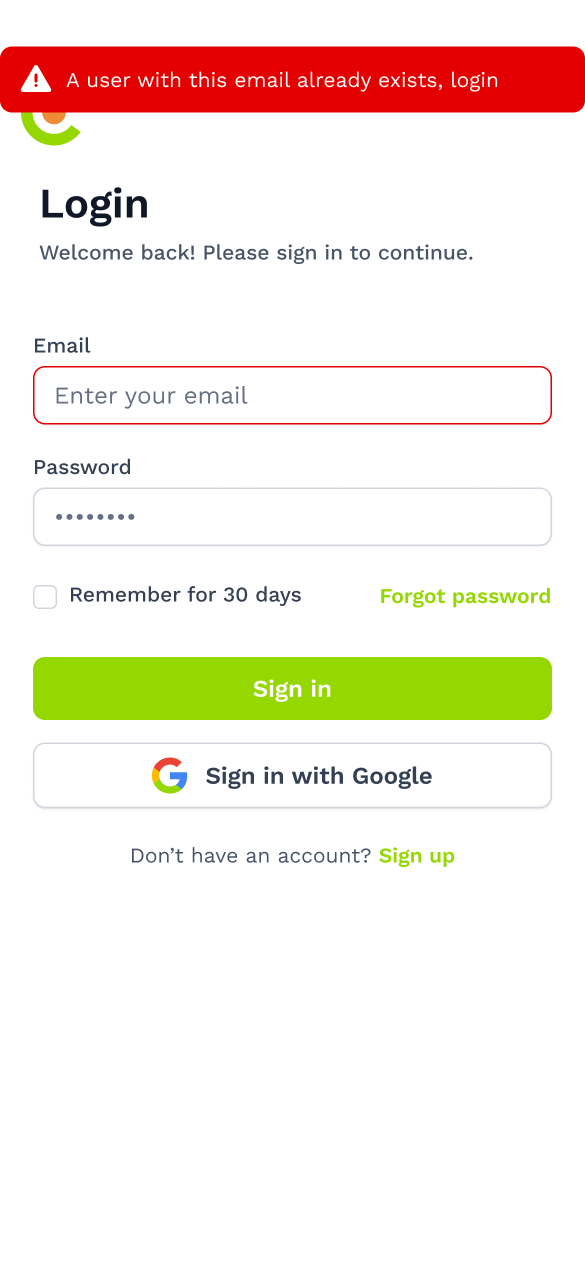 A user with this email already exists, login
Login
Welcome back! Please sign in to continue.
Email
Enter your email
Password
••••••••
Remember for 30 days
Forgot password
Sign in
Sign in with Google
Don’t have an account? Sign up